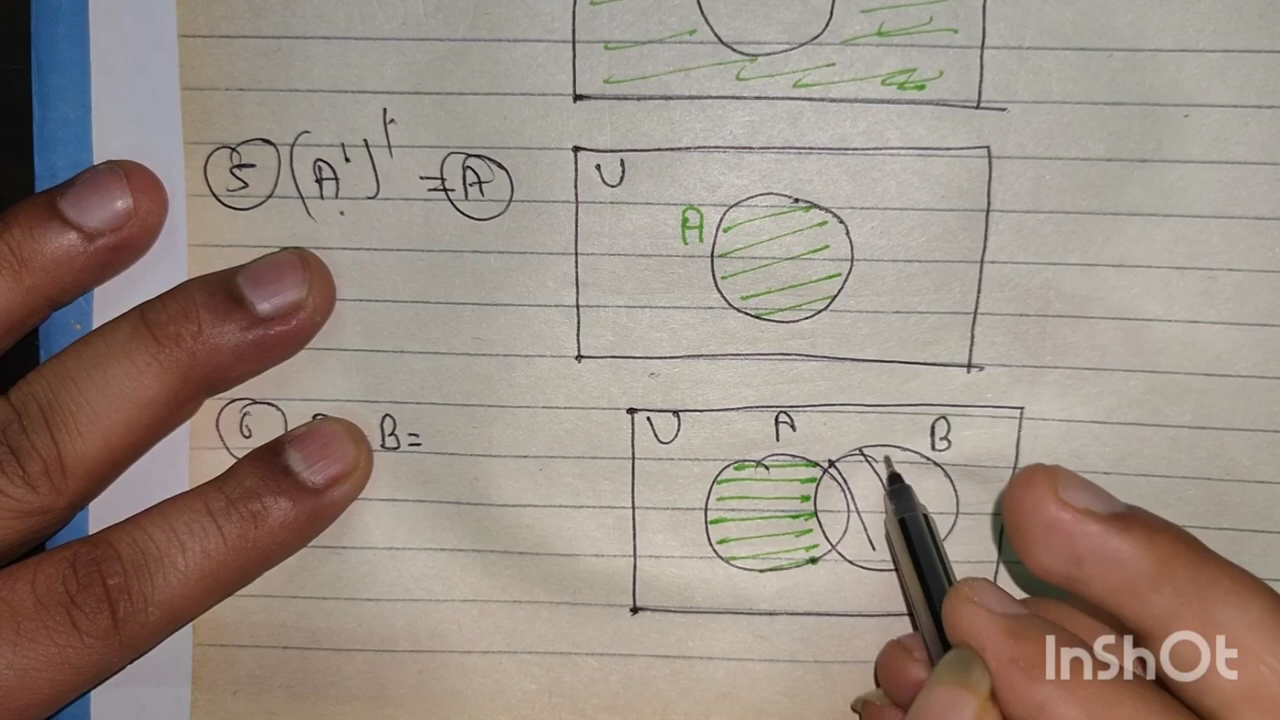 5 (A')' = A
U
A
6 B=
U A B
InShOt